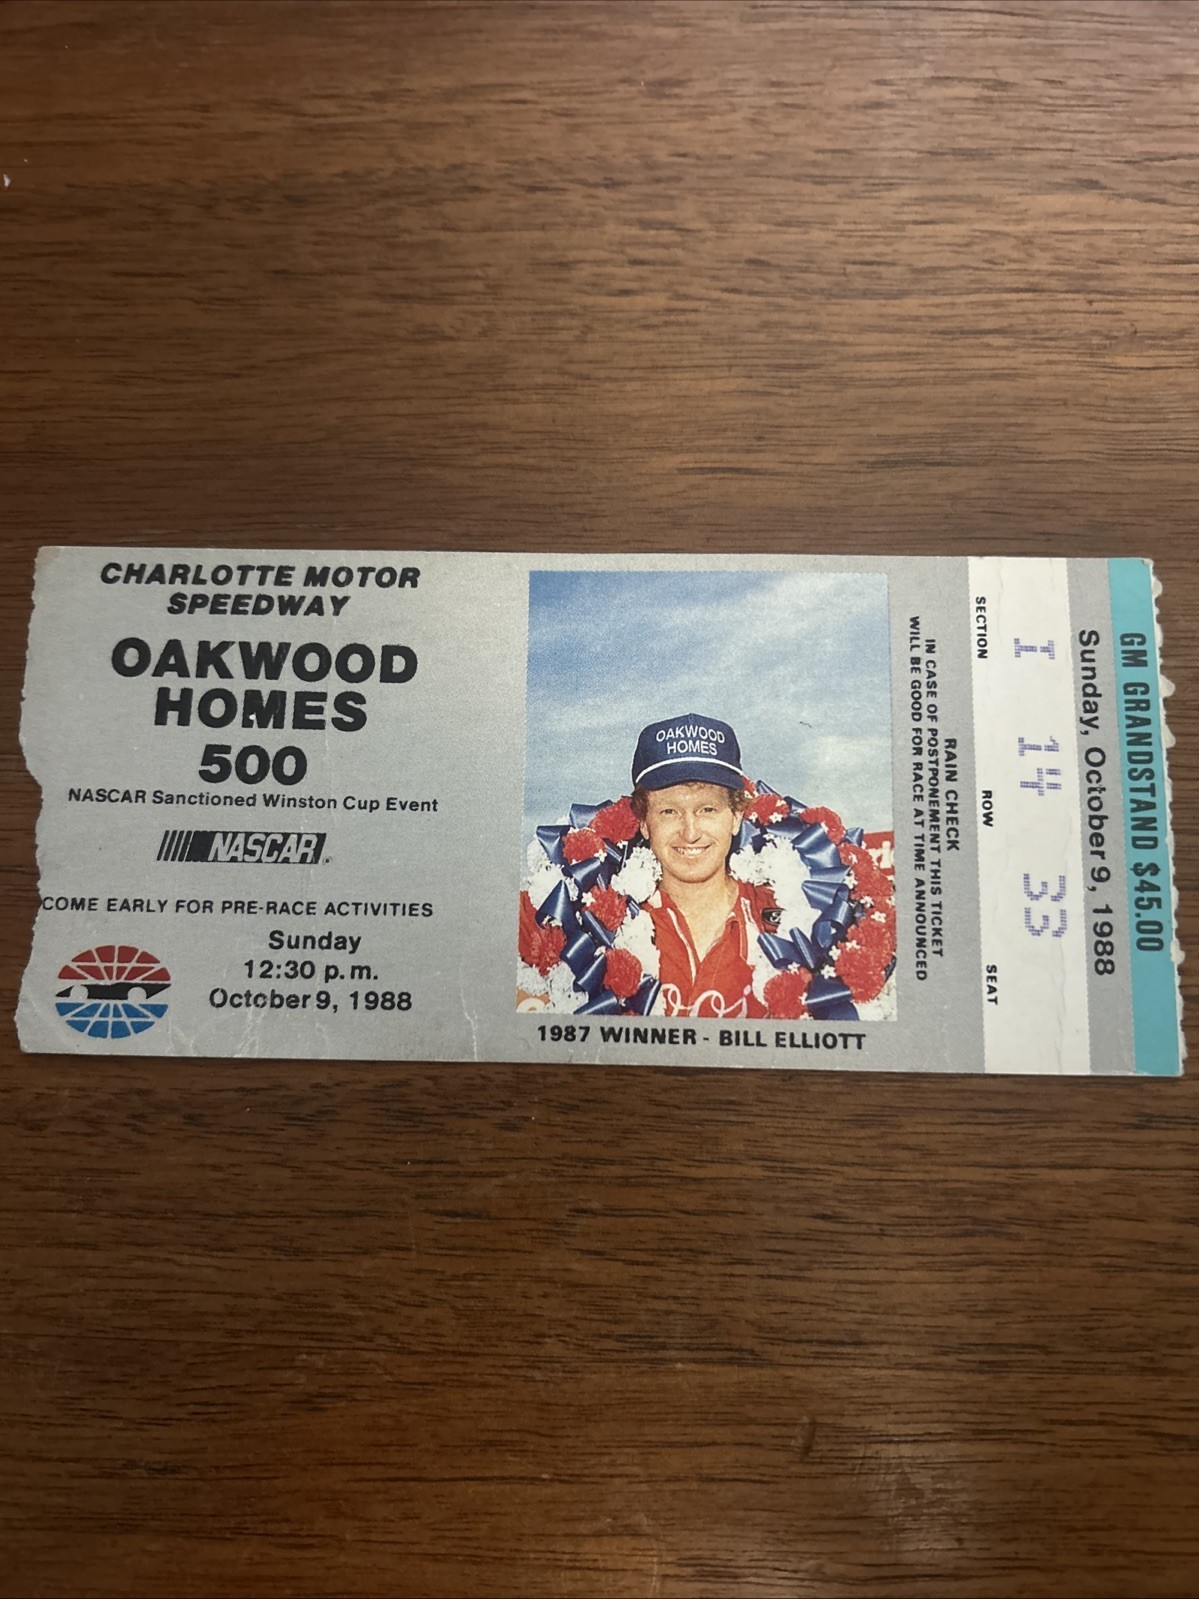 CHARLOTTE MOTOR
SPEEDWAY
OAKWOOD
HOMES
500
NASCAR Sanctioned Winston Cup Event
NASCAR
COME EARLY FOR PRE-RACE ACTIVITIES
Sunday
12:30 p.m.
October 9, 1988
OAKWOOD
HOMES
1987 WINNER - BILL ELLIOTT
RAIN CHECK
IN CASE OF POSTPONEMENT THIS TICKET
WILL BE GOOD FOR RACE AT TIME ANNOUNCED
SECTION
ROW
SEAT
I 14 33
Sunday, October 9, 1988
GM GRANDSTAND $45.00